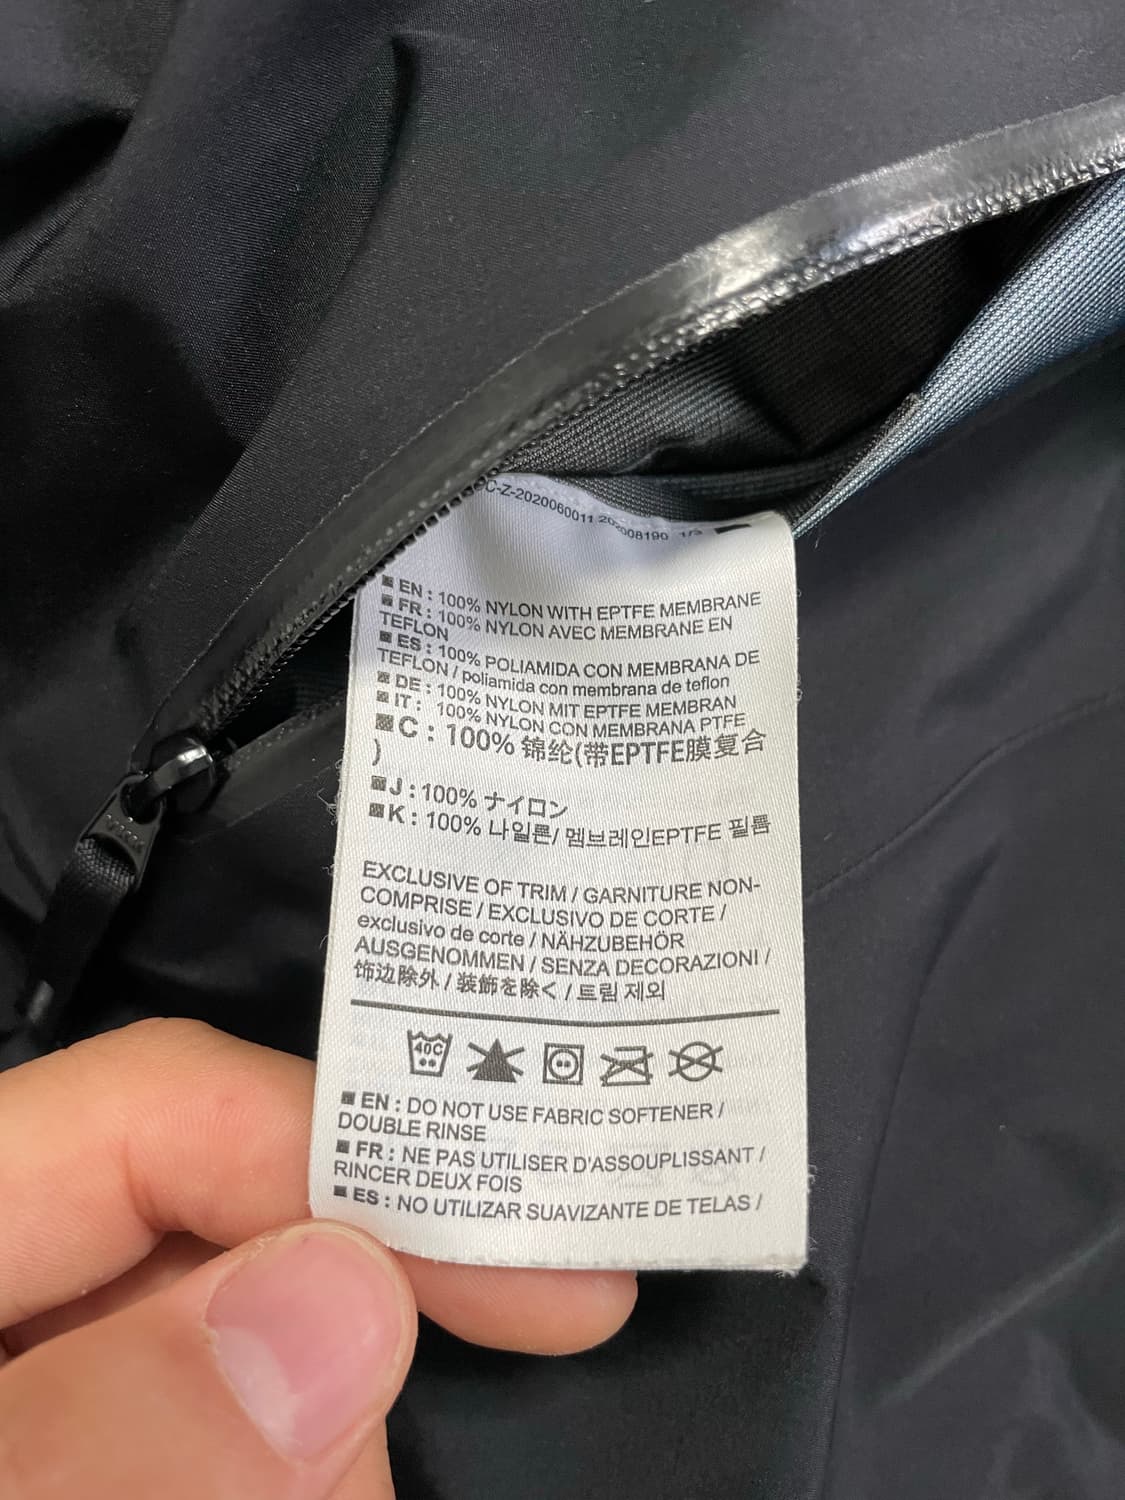 C-Z-2020060011 202008190 1/3
EN : 100% NYLON WITH EPTFE MEMBRANE
FR : 100% NYLON AVEC MEMBRANE EN
TEFLON
ES : 100% POLIAMIDA CON MEMBRANA DE
TEFLON / poliamida con membrana de teflon
DE : 100% NYLON MIT EPTFE MEMBRAN
IT : 100% NYLON CON MEMBRANA PTFE
C : 100% 锦纶(带EPTFE膜复合
)
J : 100% ナイロン
K : 100% 나일론/ 멤브레인EPTFE 필름
EXCLUSIVE OF TRIM / GARNITURE NON-
COMPRISE / EXCLUSIVO DE CORTE /
exclusivo de corte / NÄHZUBEHÖR
AUSGENOMMEN / SENZA DECORAZIONI /
饰边除外 / 装飾を除く / 트림 제외
40C
EN : DO NOT USE FABRIC SOFTENER /
DOUBLE RINSE
FR : NE PAS UTILISER D'ASSOUPLISSANT /
RINCER DEUX FOIS
ES : NO UTILIZAR SUAVIZANTE DE TELAS /